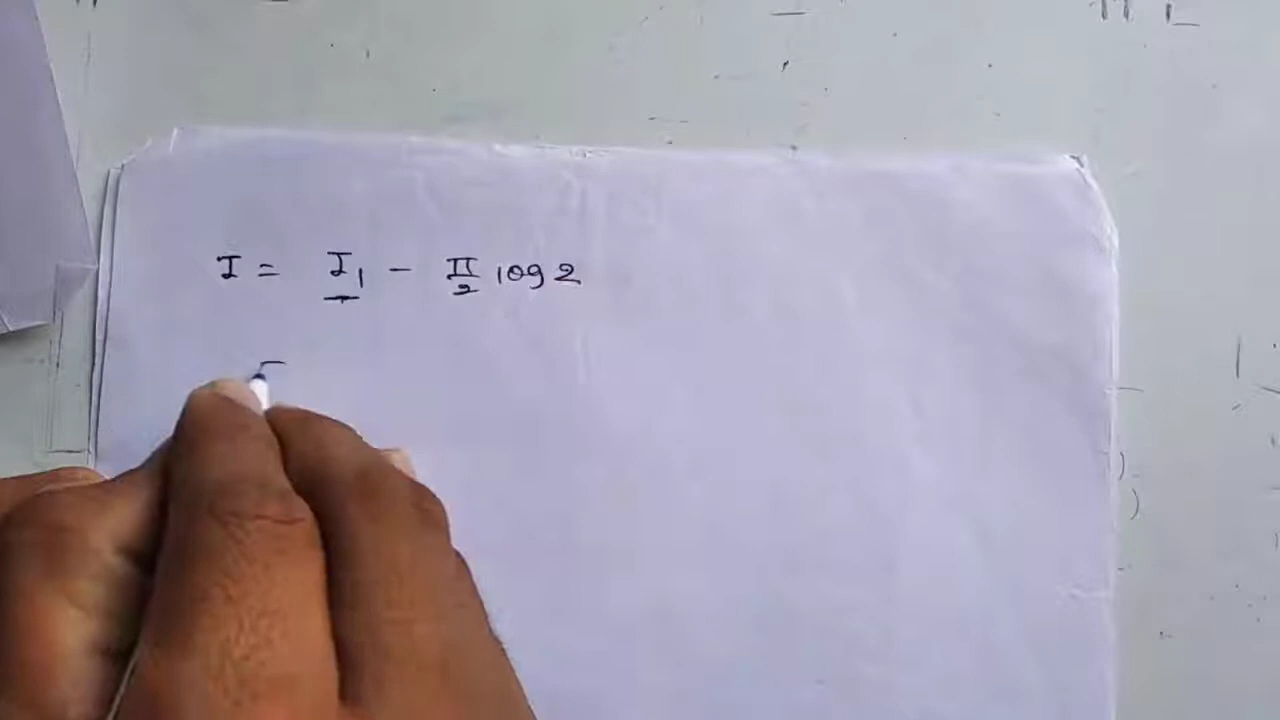 I = I₁ - π/2 log 2